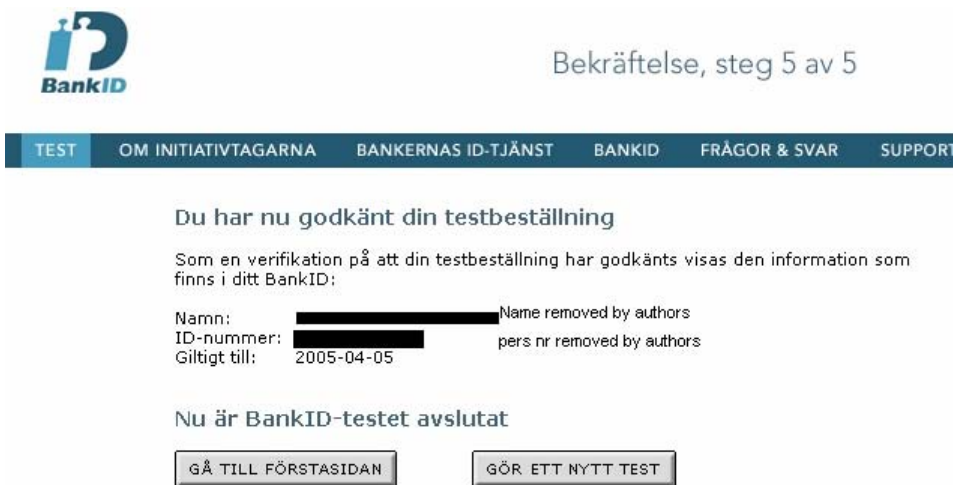 BankID
Bekräftelse, steg 5 av 5
TEST OM INITIATIVTAGARNA BANKERNAS ID-TJÄNST BANKID FRÅGOR & SVAR SUPPORT
Du har nu godkänt din testbeställning
Som en verifikation på att din testbeställning har godkänts visas den information som
finns i ditt BankID:
Namn: Name removed by authors
ID-nummer: pers nr removed by authors
Giltigt till: 2005-04-05
Nu är BankID-testet avslutat
GÅ TILL FÖRSTASIDAN GÖR ETT NYTT TEST